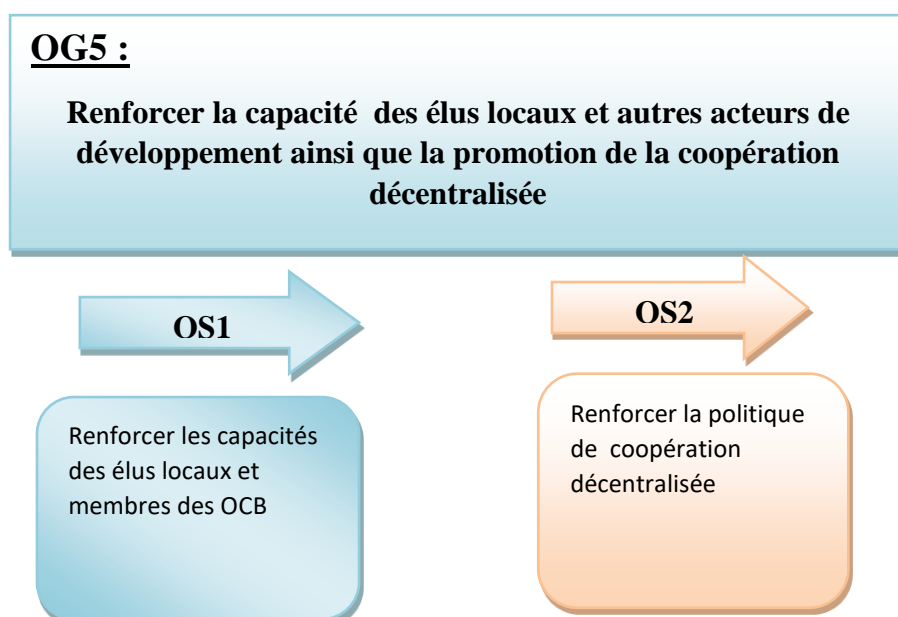 OG5 :
Renforcer la capacité des élus locaux et autres acteurs de
développement ainsi que la promotion de la coopération
décentralisée
OS1
OS2
Renforcer les capacités
des élus locaux et
membres des OCB
Renforcer la politique
de coopération
décentralisée